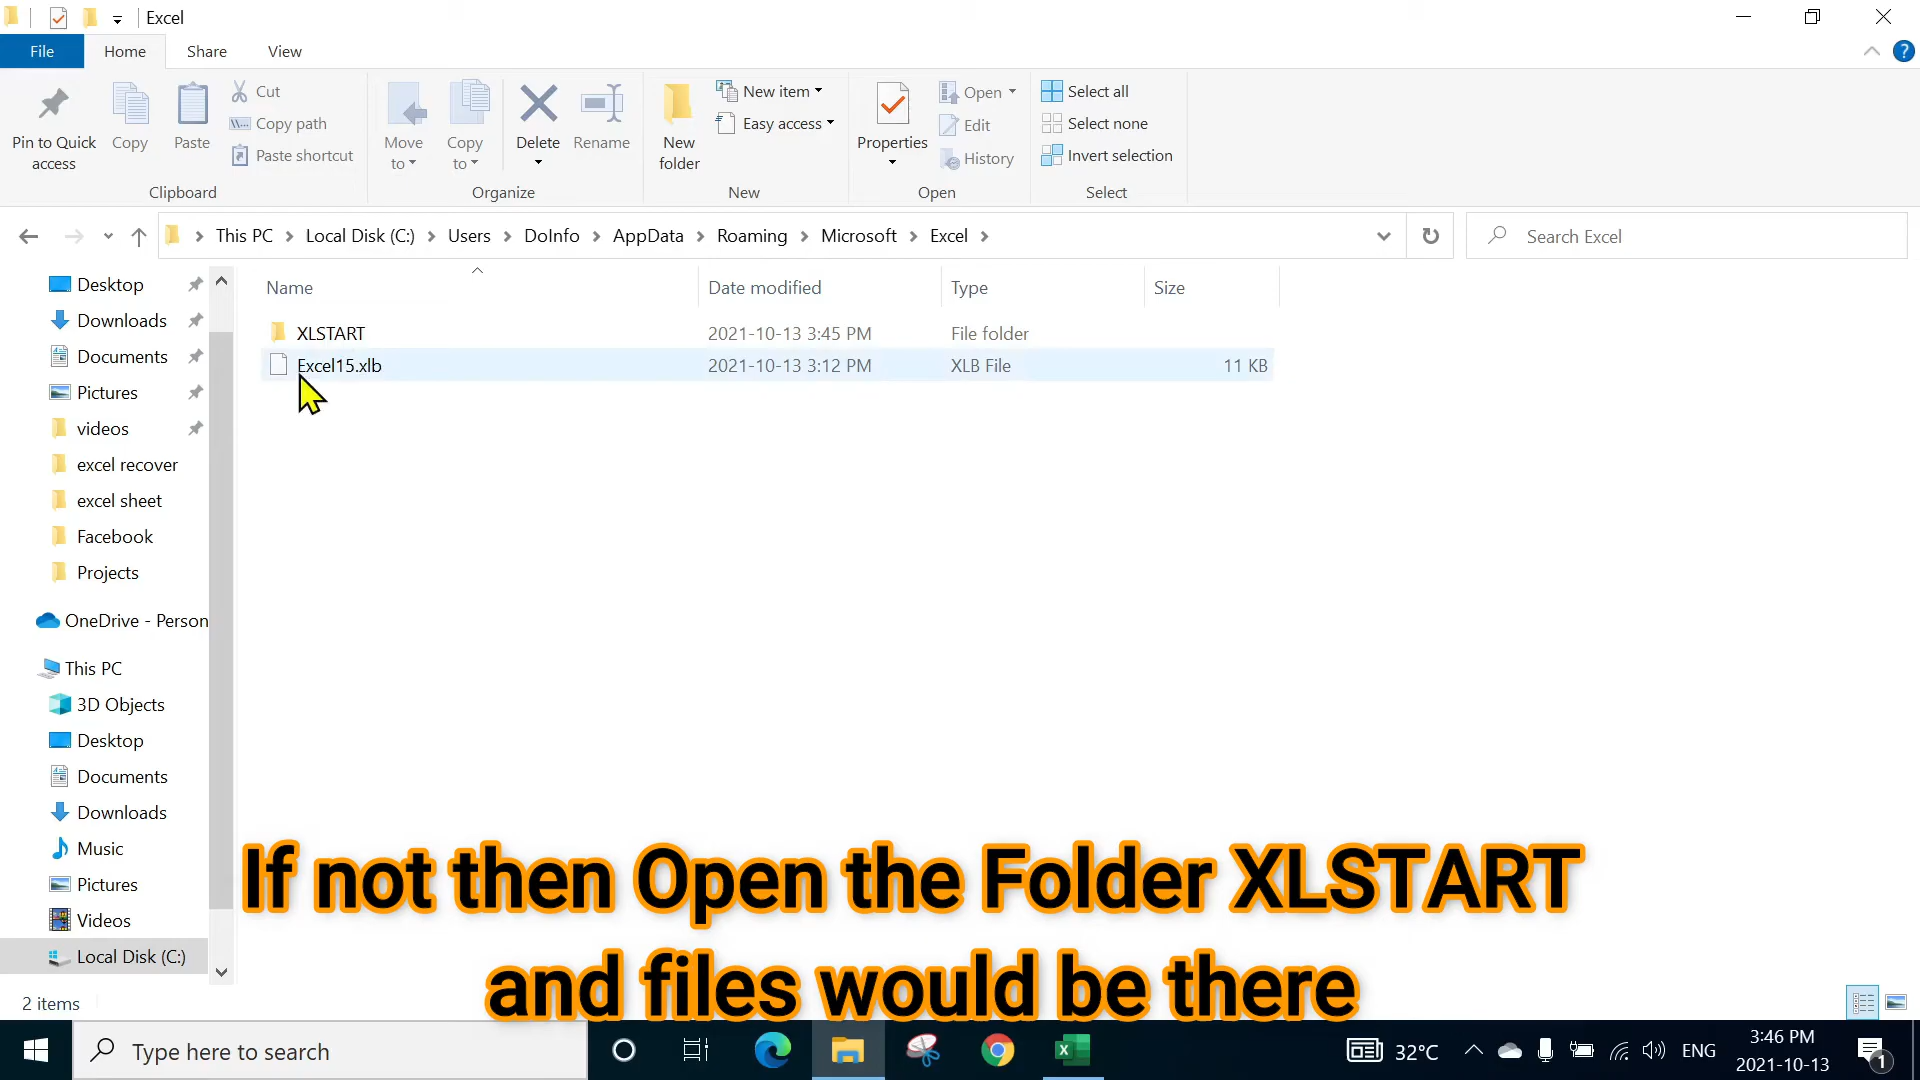 Excel
File
Home
Share
View
Pin to Quick access
Copy
Paste
Cut
Copy path
Paste shortcut
Clipboard
Move to
Copy to
Delete
Rename
Organize
New folder
New item
Easy access
New
Properties
Open
Edit
History
Open
Select all
Select none
Invert selection
Select
This PC > Local Disk (C:) > Users > DoInfo > AppData > Roaming > Microsoft > Excel >
Search Excel
Name
Date modified
Type
Size
XLSTART
2021-10-13 3:45 PM
File folder
Excel15.xlb
2021-10-13 3:12 PM
XLB File
11 KB
Desktop
Downloads
Documents
Pictures
videos
excel recover
excel sheet
Facebook
Projects
OneDrive - Person
This PC
3D Objects
Desktop
Documents
Downloads
Music
Pictures
Videos
Local Disk (C:)
If not then Open the Folder XLSTART
and files would be there
2 items
Type here to search
32°C
ENG
3:46 PM
2021-10-13
1